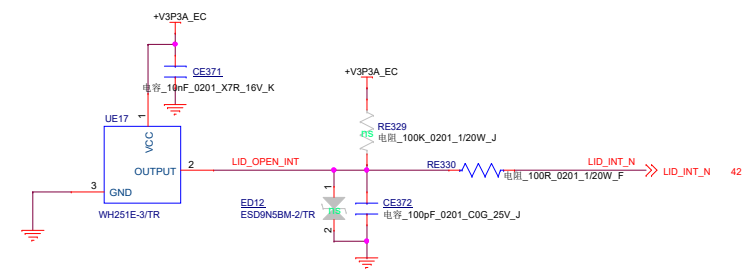 +V3P3A_EC
CE371
电容_10nF_0201_X7R_16V_K
+V3P3A_EC
UE17
1
VCC
RE329
电阻_100K_0201_1/20W_J
DS
OUTPUT
2
LID_OPEN_INT
RE330
LID_INT_N
LID_INT_N
42
电阻_100R_0201_1/20W_F
3
GND
WH251E-3/TR
1
ED12
ESD9N5BM-2/TR
DS
2
CE372
电容_100pF_0201_C0G_25V_J